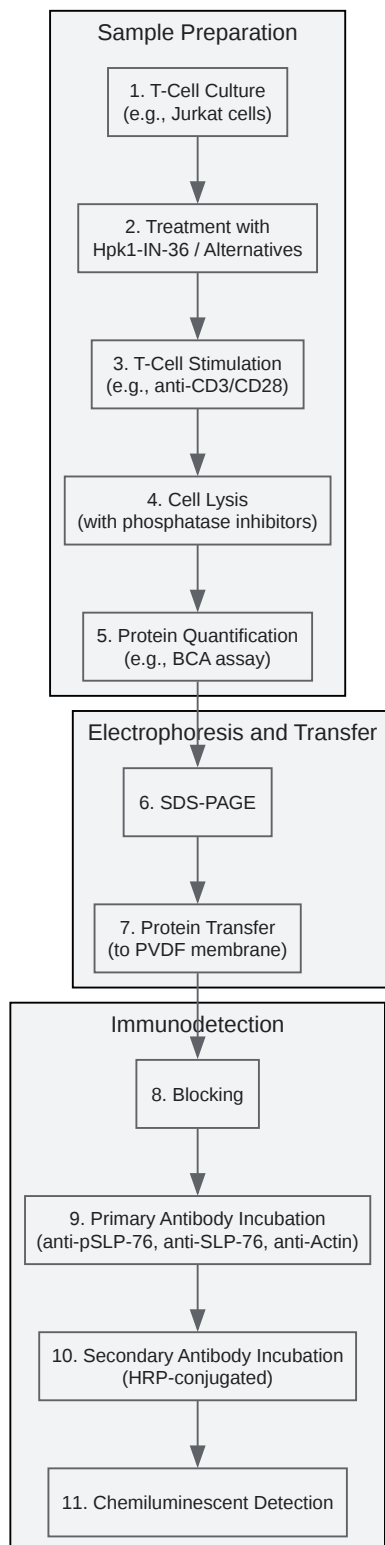 Sample Preparation
1. T-Cell Culture
(e.g., Jurkat cells)
2. Treatment with
Hpk1-IN-36 / Alternatives
3. T-Cell Stimulation
(e.g., anti-CD3/CD28)
4. Cell Lysis
(with phosphatase inhibitors)
5. Protein Quantification
(e.g., BCA assay)
Electrophoresis and Transfer
6. SDS-PAGE
7. Protein Transfer
(to PVDF membrane)
Immunodetection
8. Blocking
9. Primary Antibody Incubation
(anti-pSLP-76, anti-SLP-76, anti-Actin)
10. Secondary Antibody Incubation
(HRP-conjugated)
11. Chemiluminescent Detection